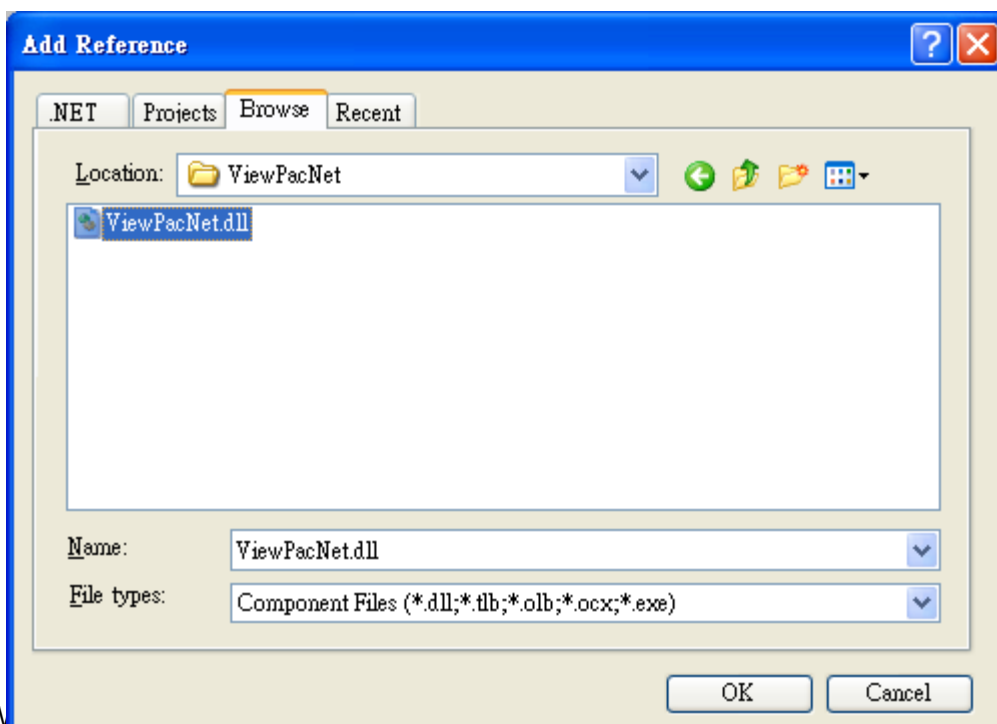 Add Reference
.NET Projects Browse Recent
Location: ViewPacNet
ViewPacNet.dll
Name: ViewPacNet.dll
File types: Component Files (*.dll;*.tlb;*.olb;*.ocx;*.exe)
OK Cancel